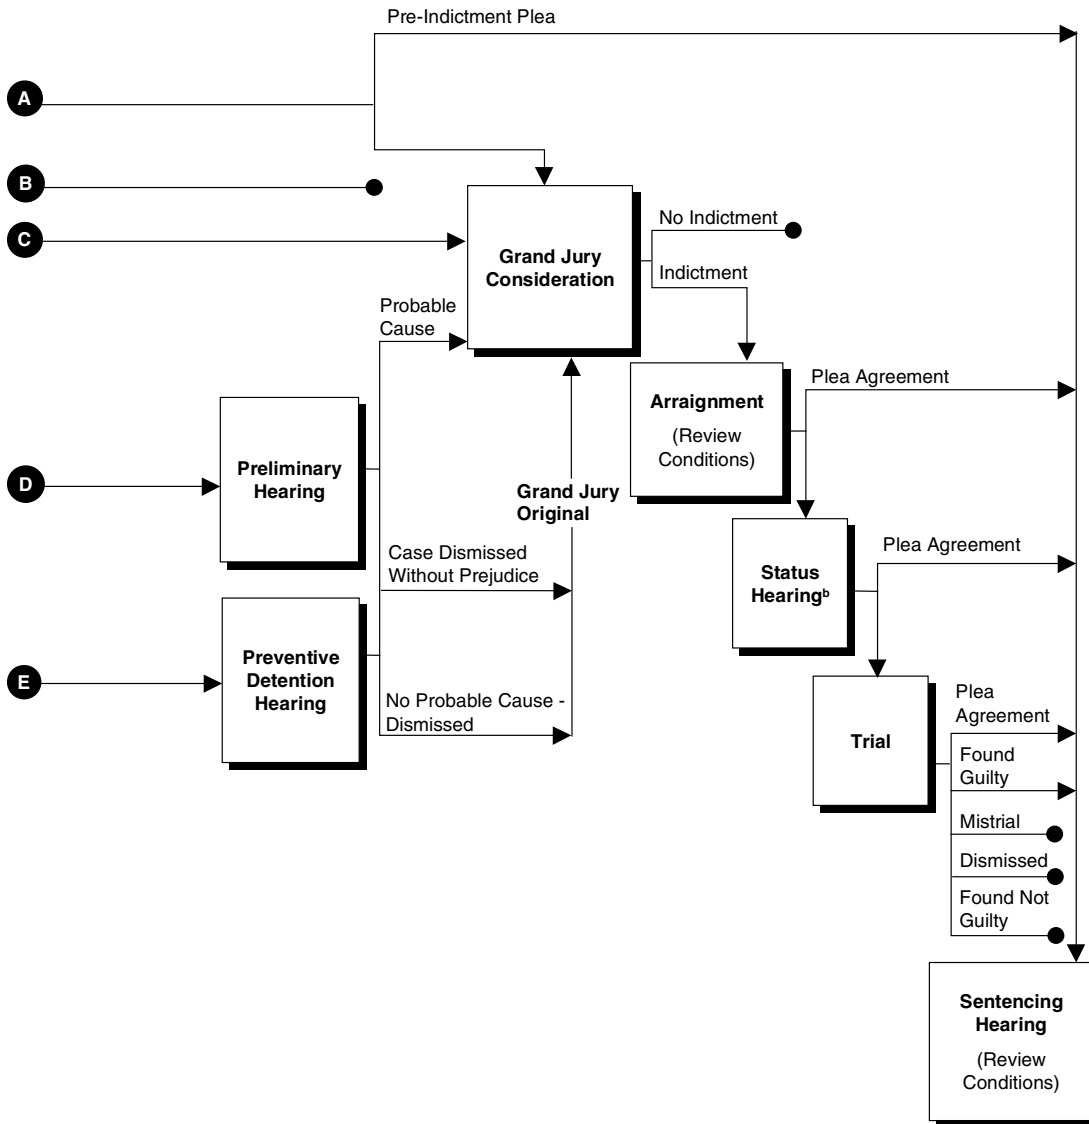 Pre-Indictment Plea
A
B
C
Grand Jury
Consideration
No Indictment
Indictment
Probable
Cause
Arraignment
(Review
Conditions)
Plea Agreement
D
Preliminary
Hearing
Grand Jury
Original
Case Dismissed
Without Prejudice
Status
Hearingᵇ
Plea Agreement
E
Preventive
Detention
Hearing
No Probable Cause -
Dismissed
Trial
Plea
Agreement
Found
Guilty
Mistrial
Dismissed
Found Not
Guilty
Sentencing
Hearing
(Review
Conditions)